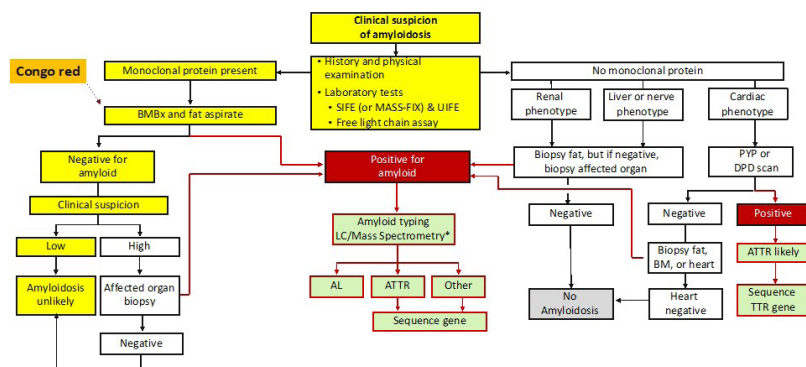 Clinical suspicion
of amyloidosis
Congo red
Monoclonal protein present
• History and physical
examination
• Laboratory tests
• SIFE (or MASS-FIX) & UIFE
• Free light chain assay
No monoclonal protein
Renal
phenotype
Liver or nerve
phenotype
Cardiac
phenotype
BMBx and fat aspirate
Negative for
amyloid
Positive for
amyloid
Biopsy fat, but if negative,
biopsy affected organ
PYP or
DPD scan
Clinical suspicion
Low
High
Amyloid typing
LC/Mass Spectrometry*
Negative
Negative
Positive
Amyloidosis
unlikely
Affected organ
biopsy
AL
ATTR
Other
Biopsy fat,
BM, or heart
ATTR likely
Sequence gene
No
Amyloidosis
Heart
negative
Sequence
TTR gene
Negative